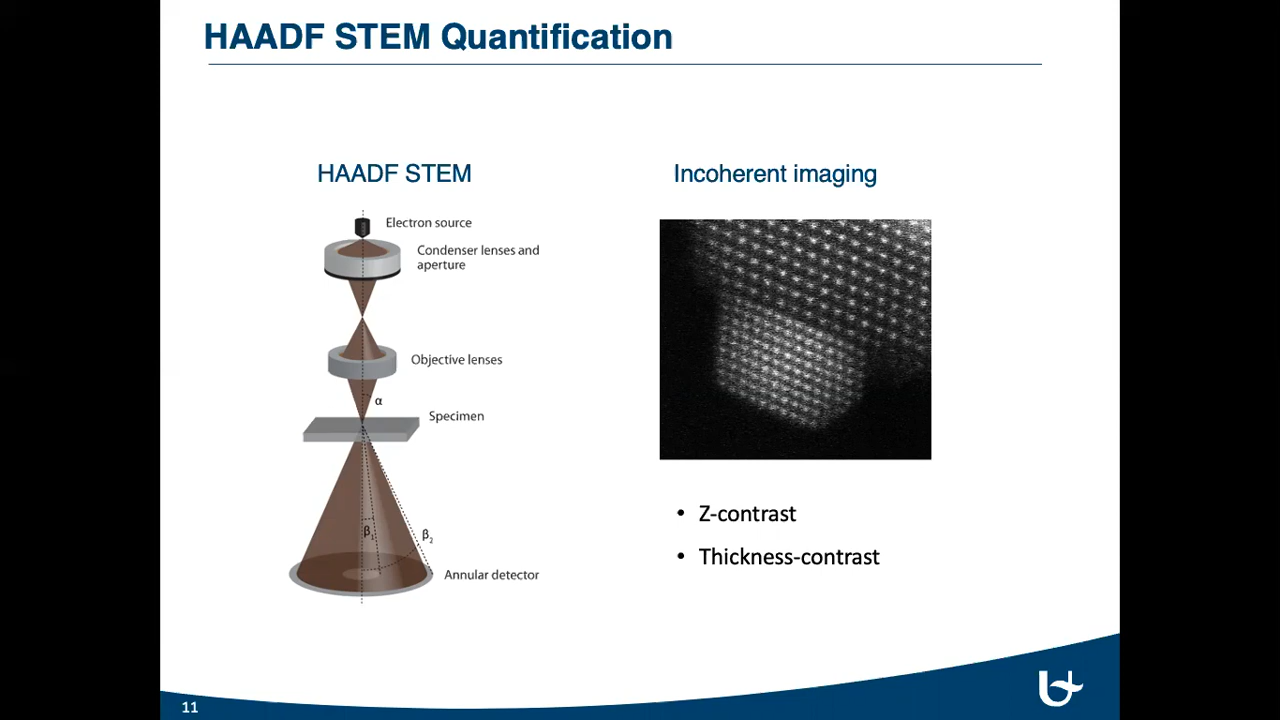 HAADF STEM Quantification
HAADF STEM
Electron source
Condenser lenses and
aperture
Objective lenses
α
Specimen
β1
β2
Annular detector
Incoherent imaging
• Z-contrast
• Thickness-contrast
11